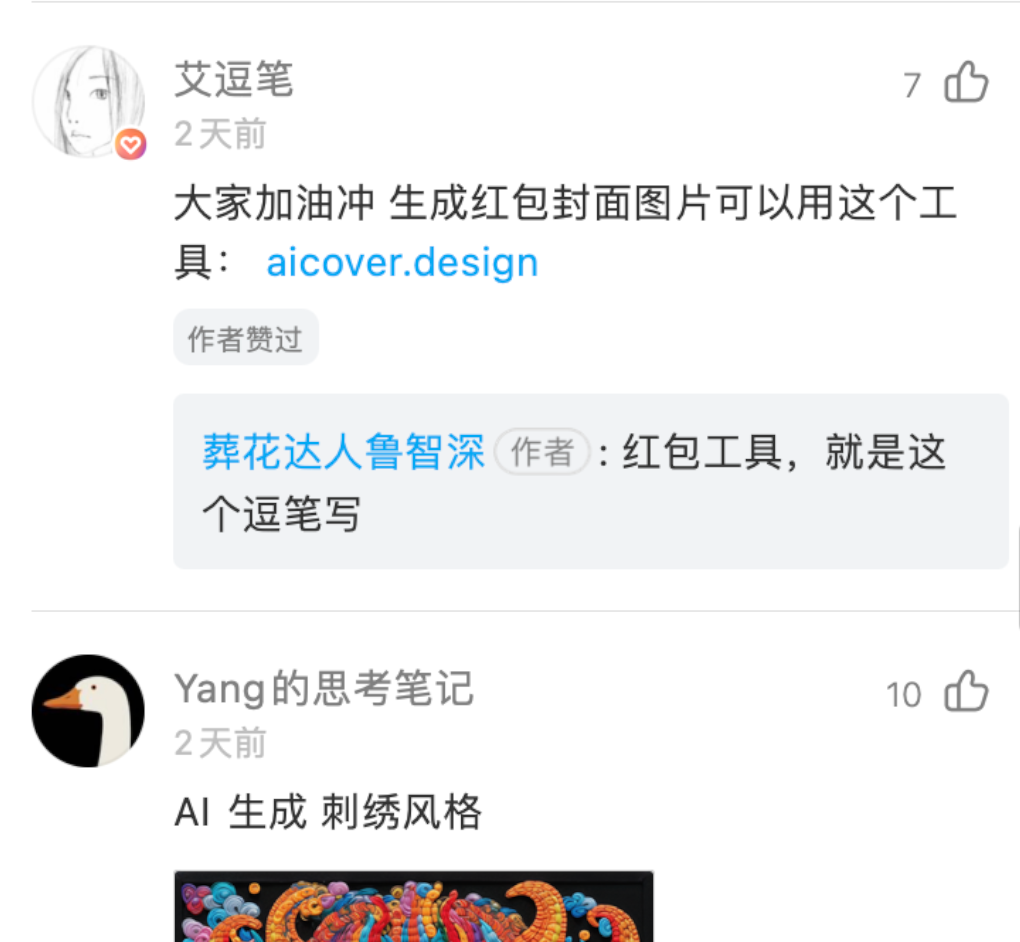 艾逗笔
7
2天前
大家加油冲 生成红包封面图片可以用这个工
具： aicover.design
作者赞过
葬花达人鲁智深 作者 : 红包工具，就是这
个逗笔写
Yang的思考笔记
10
2天前
AI 生成 刺绣风格